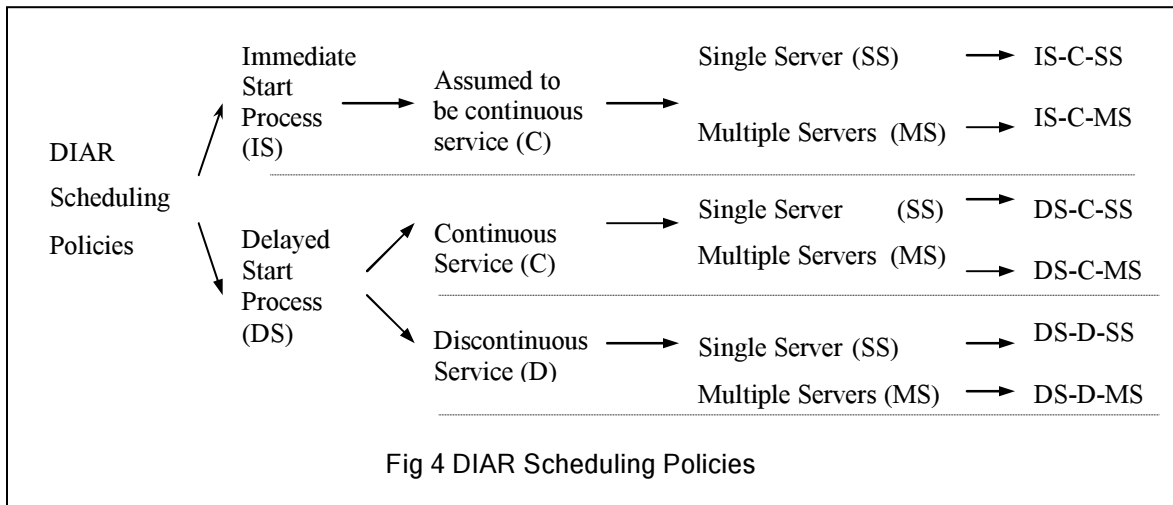 DIAR
Scheduling
Policies
Immediate
Start
Process
(IS)
Assumed to
be continuous
service (C)
Single Server (SS)
IS-C-SS
Multiple Servers (MS)
IS-C-MS
Delayed
Start
Process
(DS)
Continuous
Service (C)
Single Server (SS)
DS-C-SS
Multiple Servers (MS)
DS-C-MS
Discontinuous
Service (D)
Single Server (SS)
DS-D-SS
Multiple Servers (MS)
DS-D-MS
Fig 4 DIAR Scheduling Policies